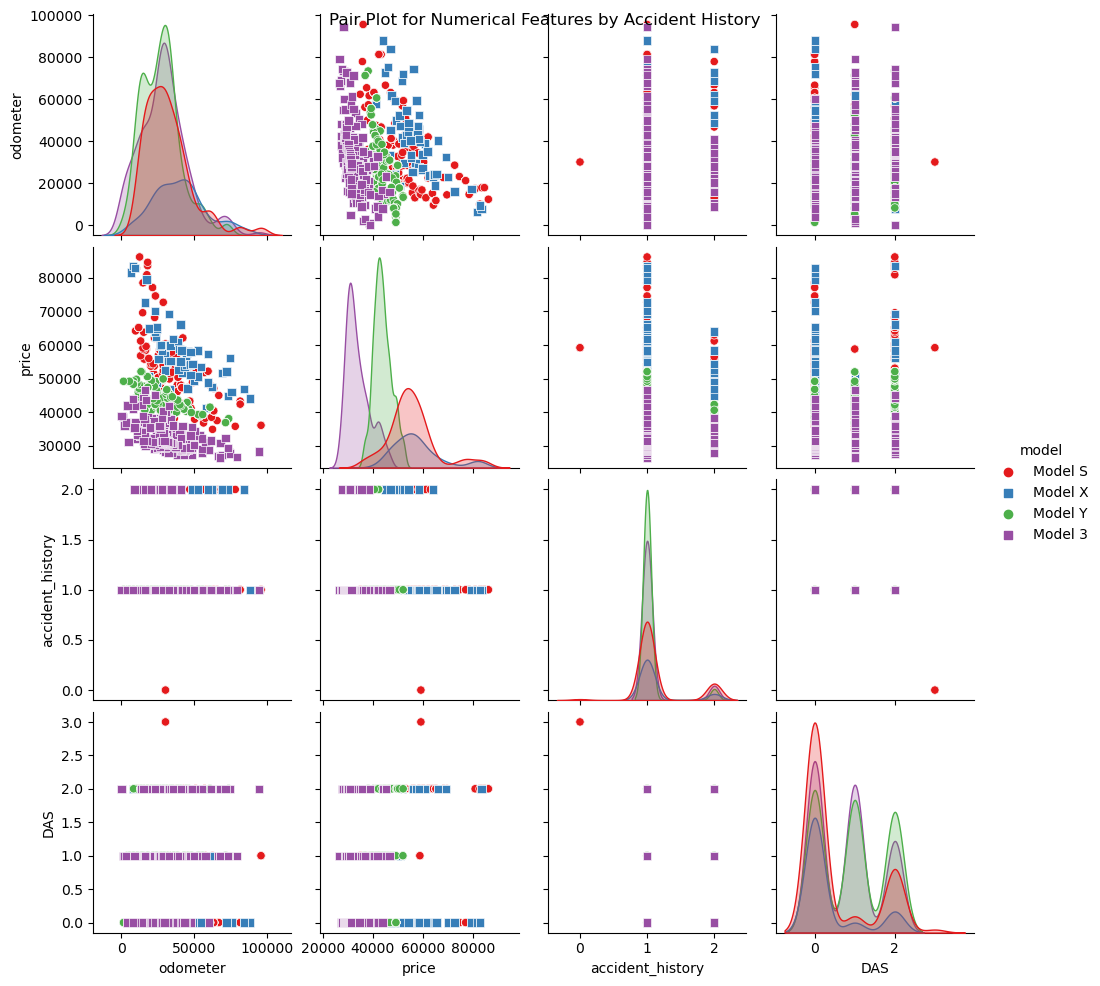 Pair Plot for Numerical Features by Accident History
100000
80000
60000
40000
20000
0
odometer
80000
70000
60000
50000
40000
30000
price
model
Model S
Model X
Model Y
Model 3
2.0
1.5
1.0
0.5
0.0
accident_history
3.0
2.5
2.0
1.5
1.0
0.5
0.0
DAS
0 50000 100000
20000 40000 60000 80000
0 1 2
0 2
odometer price accident_history DAS